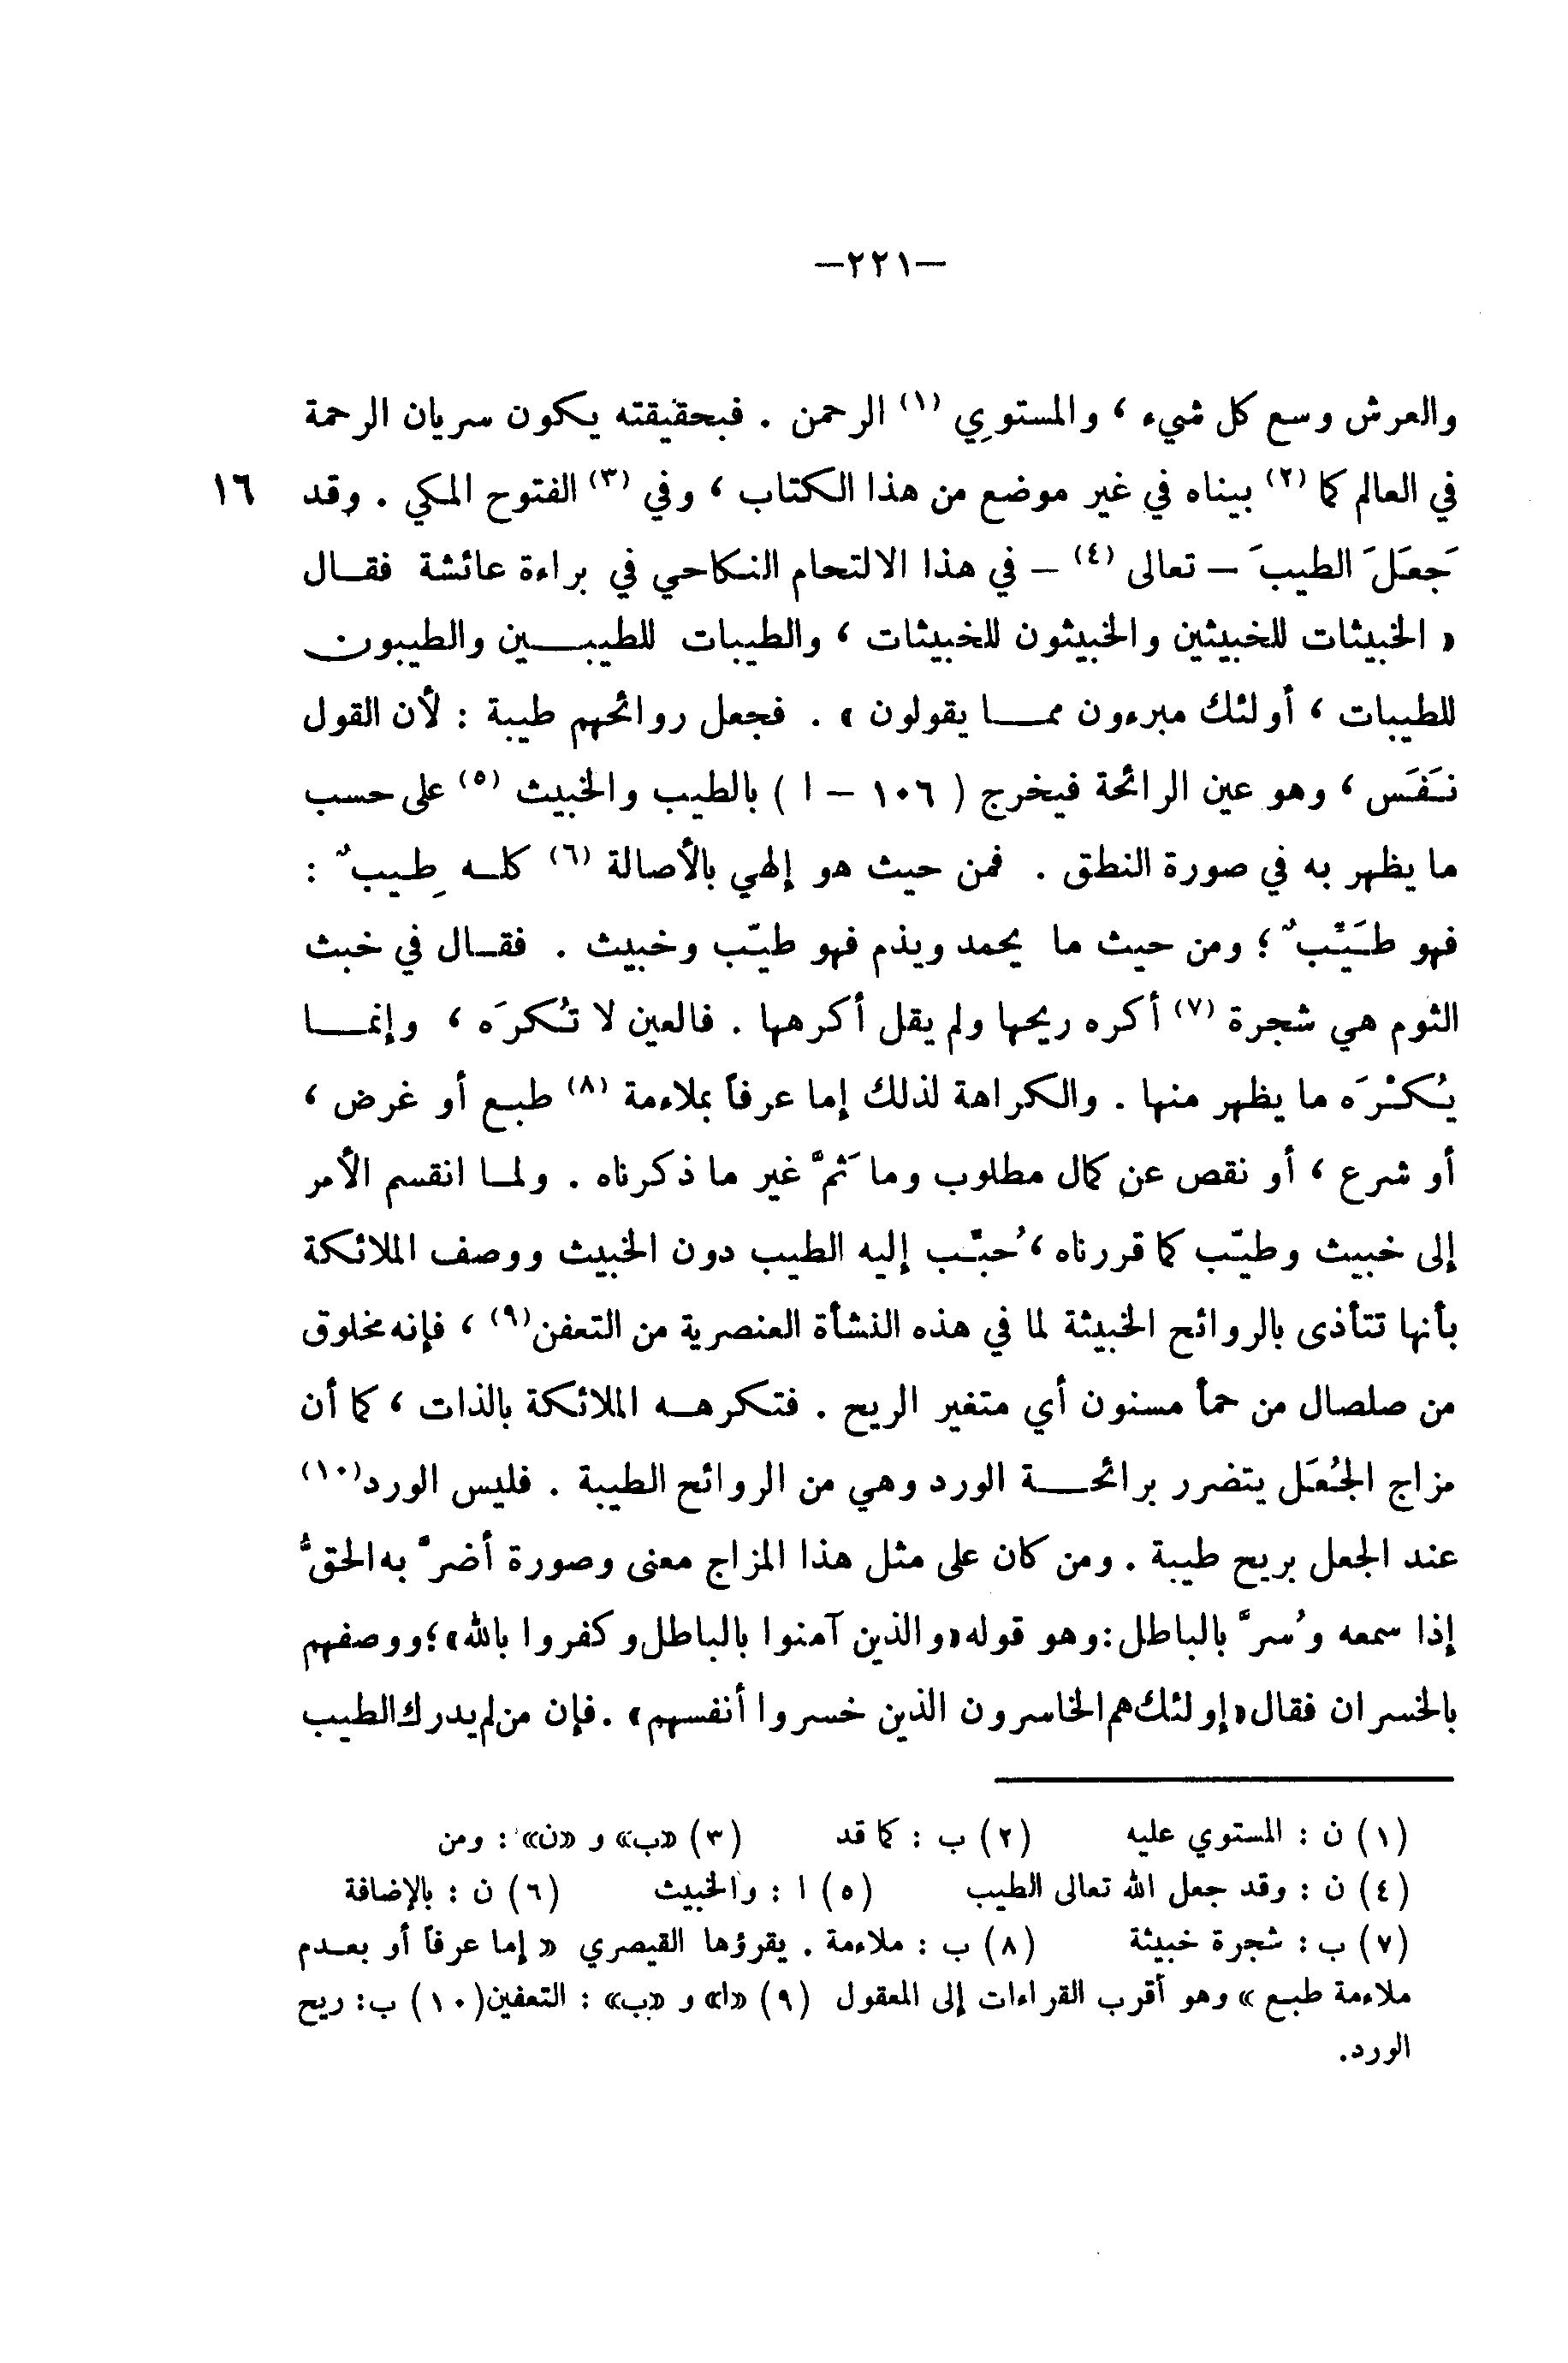 —٢٢١—
والعرش وسع كل شيء ، والمستوِي (١) الرحمن . فبحقيقته يكون سريان الرحمة
في العالم كما (٢) بيناه في غير موضع من هذا الكتاب ، وفي (٣) الفتوح المكي . وقد ١٦
جَعَلَ الطيبَ – تعالى (٤) – في هذا الالتحام النكاحي في براءة عائشة فقال
« الخبيثات للخبيثين والخبيثون للخبيثات ، والطيبات للطيبين والطيبون
للطيبات ، أولئك مبرءون مما يقولون » . فجعل روائحهم طيبة : لأن القول
نَفَس ، وهو عين الرائحة فيخرج ( ١٠٦ – ا ) بالطيب والخبيث (٥) على حسب
ما يظهر به في صورة النطق . فمن حيث هو إلهي بالأصالة (٦) كله طِيبٌ :
فهو طَيِّبٌ ؛ ومن حيث ما يحمد ويذم فهو طيّب وخبيث . فقال في خبث
الثوم هي شجرة (٧) أكره ريحها ولم يقل أكرهها . فالعين لا تُكرَه ، وإنما
يُكْرَه ما يظهر منها . والكراهة لذلك إما عرفاً بملاءمة (٨) طبع أو غرض ،
أو شرع ، أو نقص عن كمال مطلوب وما ثَمَّ غير ما ذكرناه . ولما انقسم الأمر
إلى خبيث وطيّب كما قررناه ، حُبِّب إليه الطيب دون الخبيث ووصف الملائكة
بأنها تتأذى بالروائح الخبيثة لما في هذه النشأة العنصرية من التعفن(٩) ، فإنه مخلوق
من صلصال من حمأ مسنون أي متغير الريح . فتكرهه الملائكة بالذات ، كما أن
مزاج الجُعَل يتضرر برائحة الورد وهي من الروائح الطيبة . فليس الورد(١٠)
عند الجعل بريح طيبة . ومن كان على مثل هذا المزاج معنى وصورة أضرَّ به الحقُّ
إذا سمعه وسُرَّ بالباطل : وهو قوله « والذين آمنوا بالباطل وكفروا بالله » ؛ ووصفهم
بالخسران فقال « إولئك هم الخاسرون الذين خسروا أنفسهم » . فإن من لم يدرك الطيب
(١) ن : المستوي عليه (٢) ب : كما قد (٣) «ب» و «ن» : ومن
(٤) ن : وقد جعل الله تعالى الطيب (٥) ا : والخبيث (٦) ن : بالإضافة
(٧) ب : شجرة خبيثة (٨) ب : ملاءمة . يقرؤها القيصري « إما عرفاً أو بعدم
ملاءمة طبع » وهو أقرب القراءات إلى المعقول (٩) «ا» و «ب» : التعفين (١٠) ب : ريح
الورد .